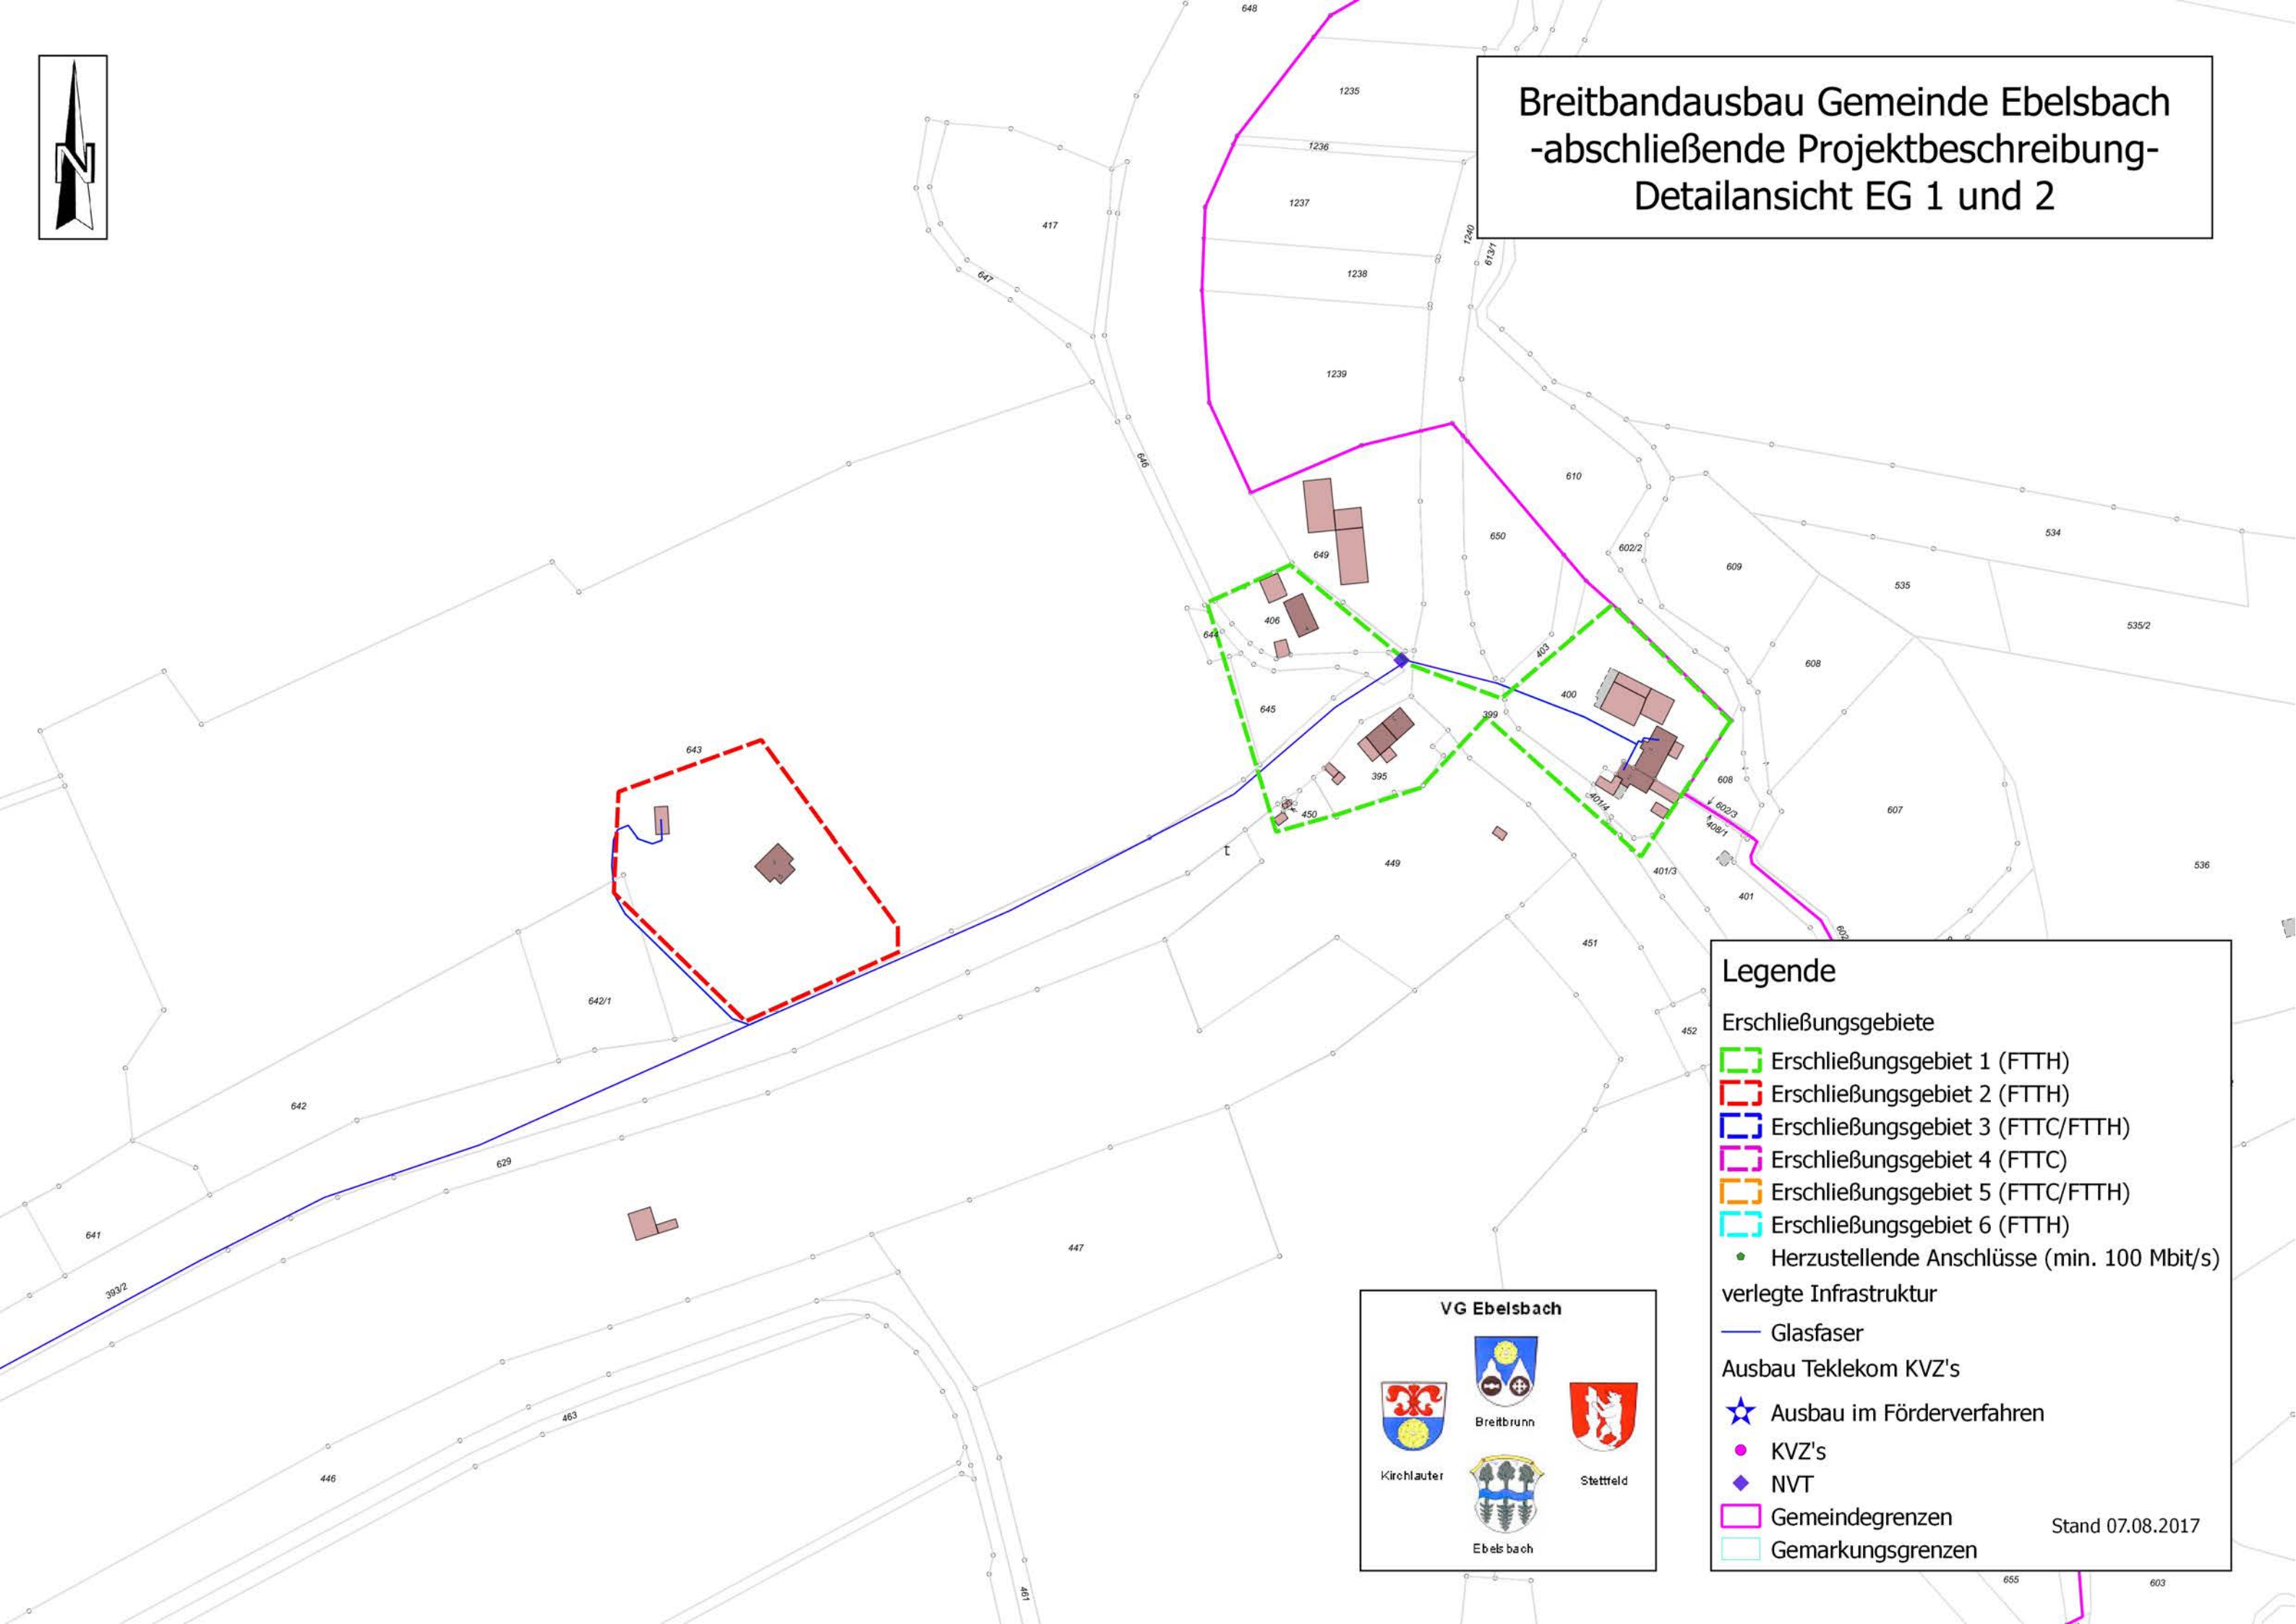 Breitbandausbau Gemeinde Ebelsbach
-abschließende Projektbeschreibung-
Detailansicht EG 1 und 2
N
648
1235
1236
1237
1240
613/1
1238
1239
417
647
646
610
650
649
602/2
534
609
535
535/2
608
406
644
403
400
399
645
395
450
t
449
608
602/3
408/1
401/4
401/3
401
602
607
536
643
642/1
642
641
393/2
629
451
452
447
463
446
461
655
603
Legende
Erschließungsgebiete
Erschließungsgebiet 1 (FTTH)
Erschließungsgebiet 2 (FTTH)
Erschließungsgebiet 3 (FTTC/FTTH)
Erschließungsgebiet 4 (FTTC)
Erschließungsgebiet 5 (FTTC/FTTH)
Erschließungsgebiet 6 (FTTH)
Herzustellende Anschlüsse (min. 100 Mbit/s)
verlegte Infrastruktur
Glasfaser
Ausbau Teklekom KVZ's
Ausbau im Förderverfahren
KVZ's
NVT
Gemeindegrenzen
Stand 07.08.2017
Gemarkungsgrenzen
VG Ebelsbach
Breitbrunn
Kirchlauter
Stettfeld
Ebelsbach